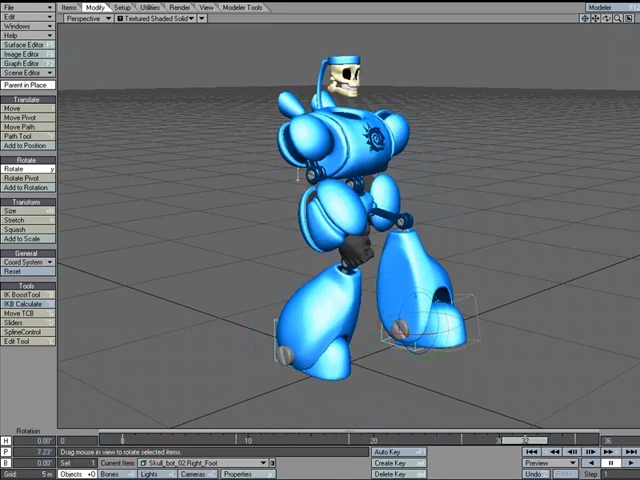 File Items Modify Setup Utilities Render View Modeler Tools Modeler
Edit Perspective Textured Shaded Solid
Windows
Help
Surface Editor
Image Editor
Graph Editor
Scene Editor
Parent in Place
Translate
Move
Move Pivot
Move Path
Path Tool
Add to Position
Rotate
Rotate y
Rotate Pivot
Add to Rotation
Transform
Size
Stretch
Squash
Add to Scale
General
Coord System
Reset
Tools
IK BoostTool
IKB Calculate
Move TCB
Sliders
SplineControl
Edit Tool
Rotation
H 0.00° 0 0 10 20 32 36
P 7.23° Drag mouse in view to rotate selected items. Auto Key
B 0.00° Sel: 1 Current Item Skull_bot_02:Right_Foot Create Key Preview
Grid: 5 m Objects Bones Lights Cameras Properties Delete Key Undo Step 1